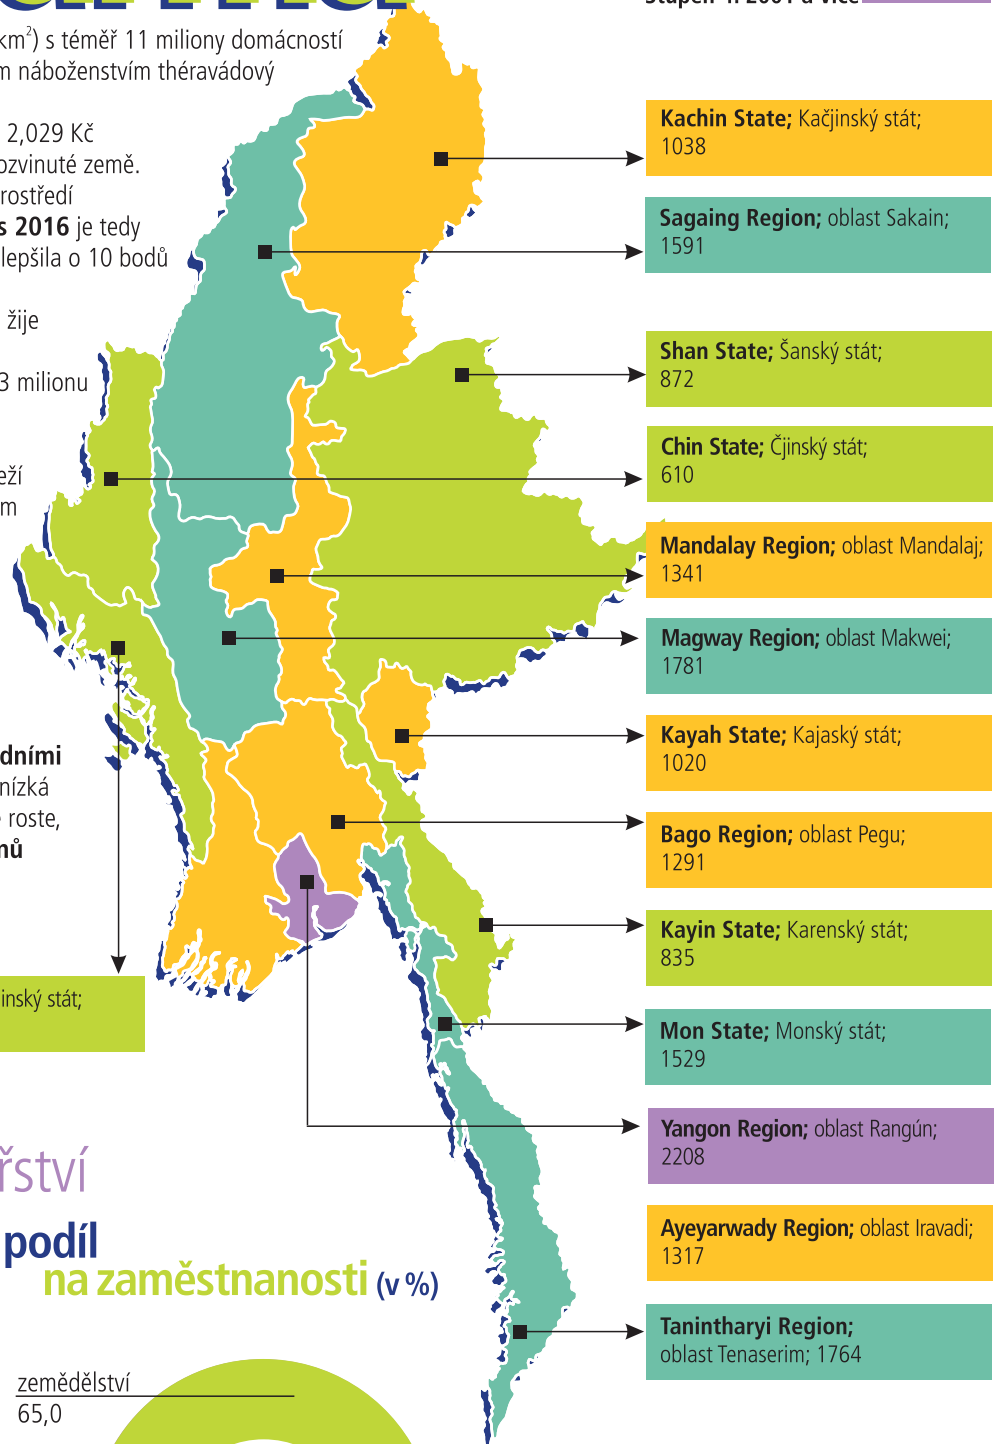 km²) s téměř 11 miliony domácností
m náboženstvím théravádový
2,029 Kč
ozvinuté země.
rostředí
s 2016 je tedy
lepšila o 10 bodů
žije
3 milionu
eží
m
dními
nízká
roste,
nů
Kachin State; Kačjinský stát;
1038
Sagaing Region; oblast Sakain;
1591
Shan State; Šanský stát;
872
Chin State; Čjinský stát;
610
Mandalay Region; oblast Mandalaj;
1341
Magway Region; oblast Makwei;
1781
Kayah State; Kajaský stát;
1020
Bago Region; oblast Pegu;
1291
Kayin State; Karenský stát;
835
inský stát;
Mon State; Monský stát;
1529
Yangon Region; oblast Rangún;
2208
Ayeyarwady Region; oblast Iravadi;
1317
Tanintharyi Region;
oblast Tenaserim; 1764
řství
podíl
na zaměstnanosti (v %)
zemědělství
65,0